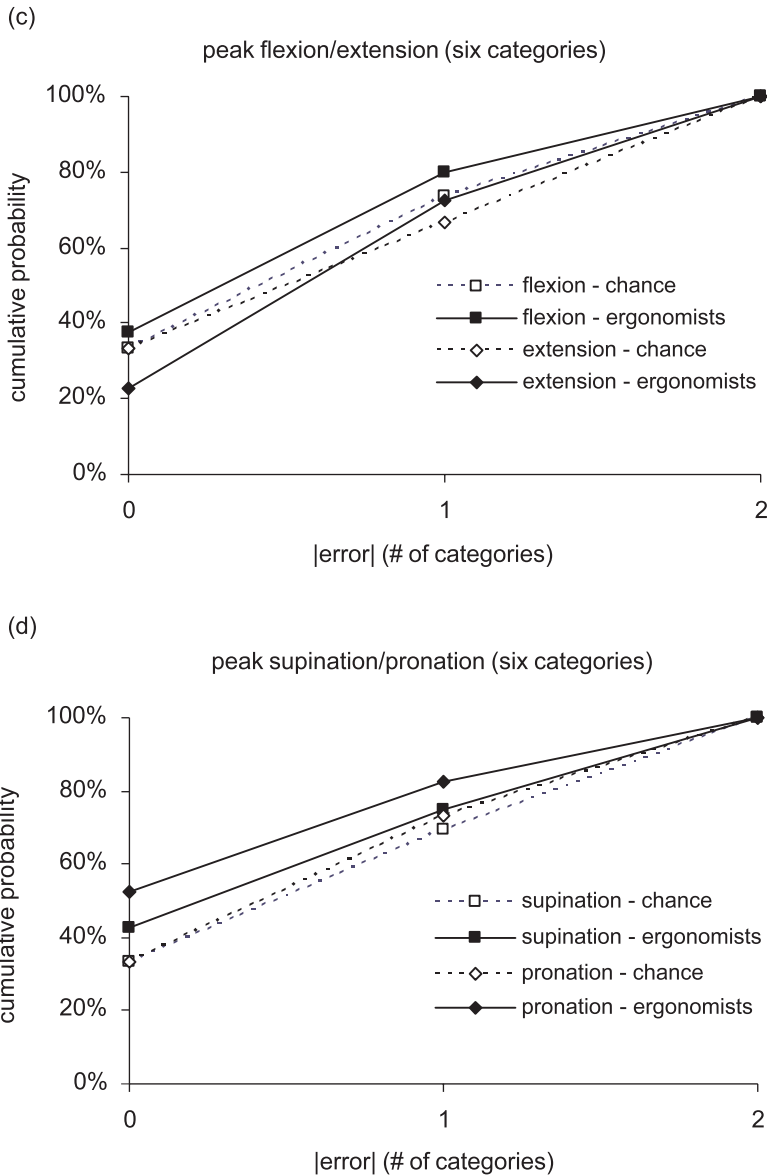 (c)
peak flexion/extension (six categories)
100%
80%
60%
40%
20%
0%
cumulative probability
flexion - chance
flexion - ergonomists
extension - chance
extension - ergonomists
0 1 2
|error| (# of categories)
(d)
peak supination/pronation (six categories)
100%
80%
60%
40%
20%
0%
cumulative probability
supination - chance
supination - ergonomists
pronation - chance
pronation - ergonomists
0 1 2
|error| (# of categories)